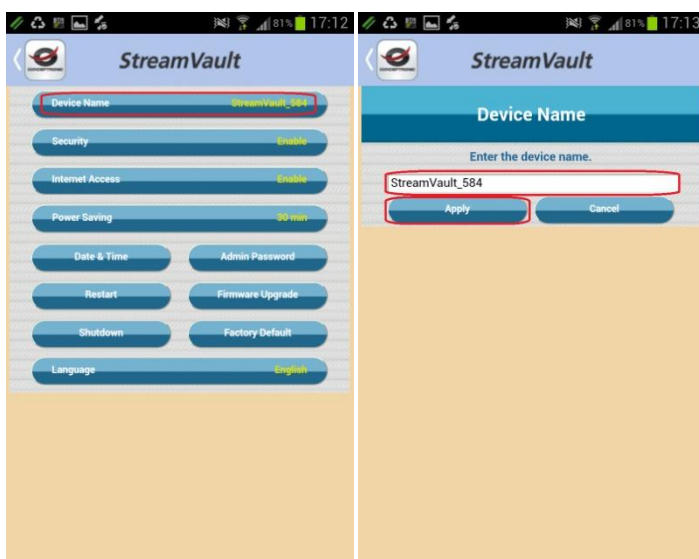 81% 17:12
StreamVault
Device Name StreamVault_584
Security Enable
Internet Access Enable
Power Saving 30 min
Date & Time Admin Password
Restart Firmware Upgrade
Shutdown Factory Default
Language English
81% 17:13
StreamVault
Device Name
Enter the device name.
StreamVault_584
Apply Cancel